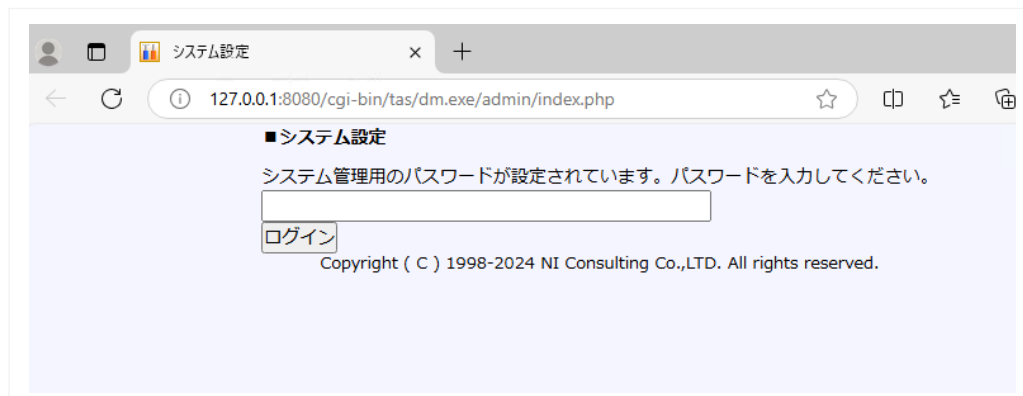 システム設定
127.0.0.1:8080/cgi-bin/tas/dm.exe/admin/index.php
■システム設定
システム管理用のパスワードが設定されています。パスワードを入力してください。
ログイン
Copyright ( C ) 1998-2024 NI Consulting Co.,LTD. All rights reserved.